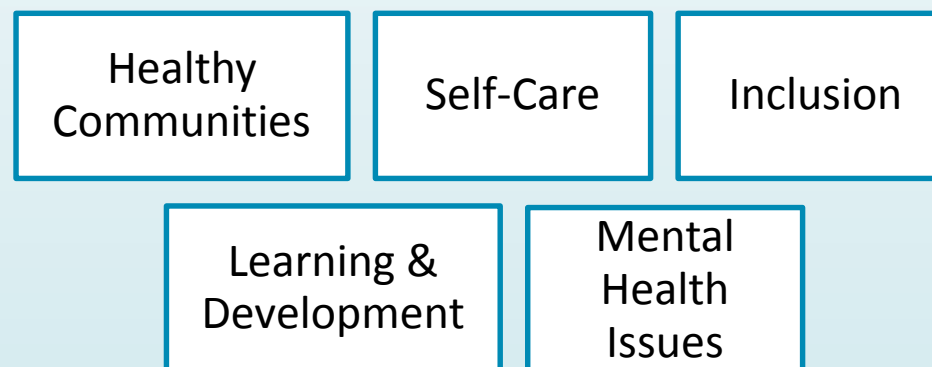 Healthy
Communities
Self-Care
Inclusion
Learning &
Development
Mental
Health
Issues